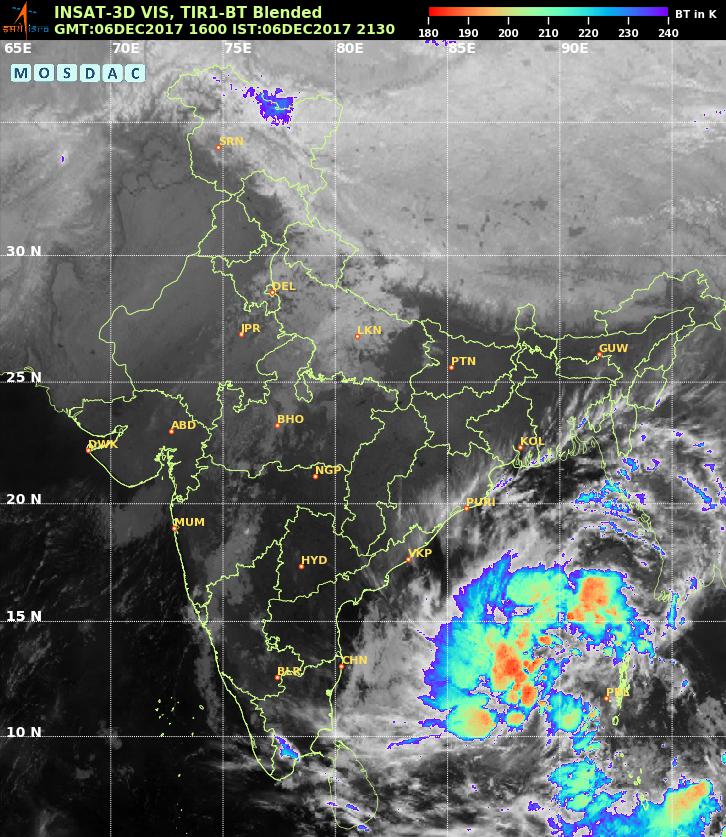 INSAT-3D VIS, TIR1-BT Blended
GMT:06DEC2017 1600 IST:06DEC2017 2130
BT in K
180 190 200 210 220 230 240
65E 70E 75E 80E 85E 90E
MOSDAC
SRN
30 N
DEL
JPR LKN
GUW
PTN
25 N
ABD BHO
DWK KOL
NGP
20 N PURI
MUM
HYD VKP
15 N
CHN
BLR
10 N